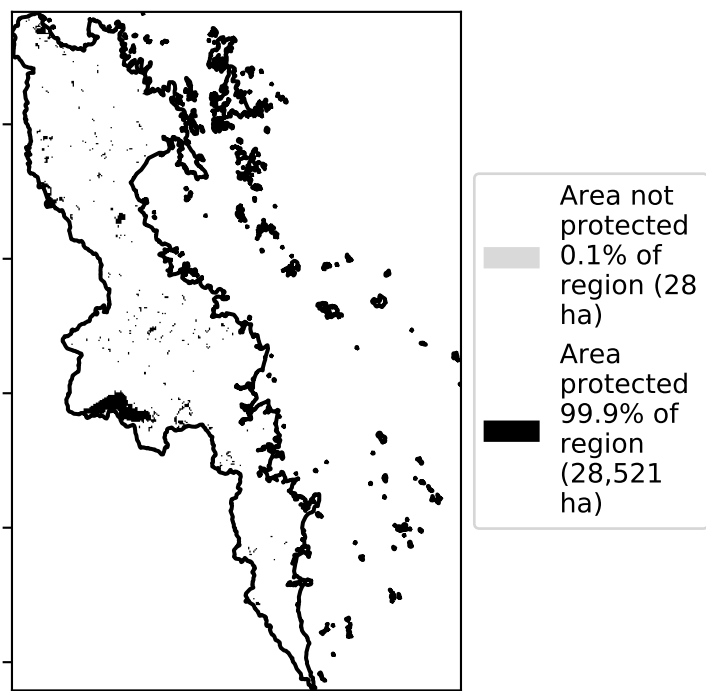 Area not
protected
0.1% of
region (28
ha)
Area
protected
99.9% of
region
(28,521
ha)